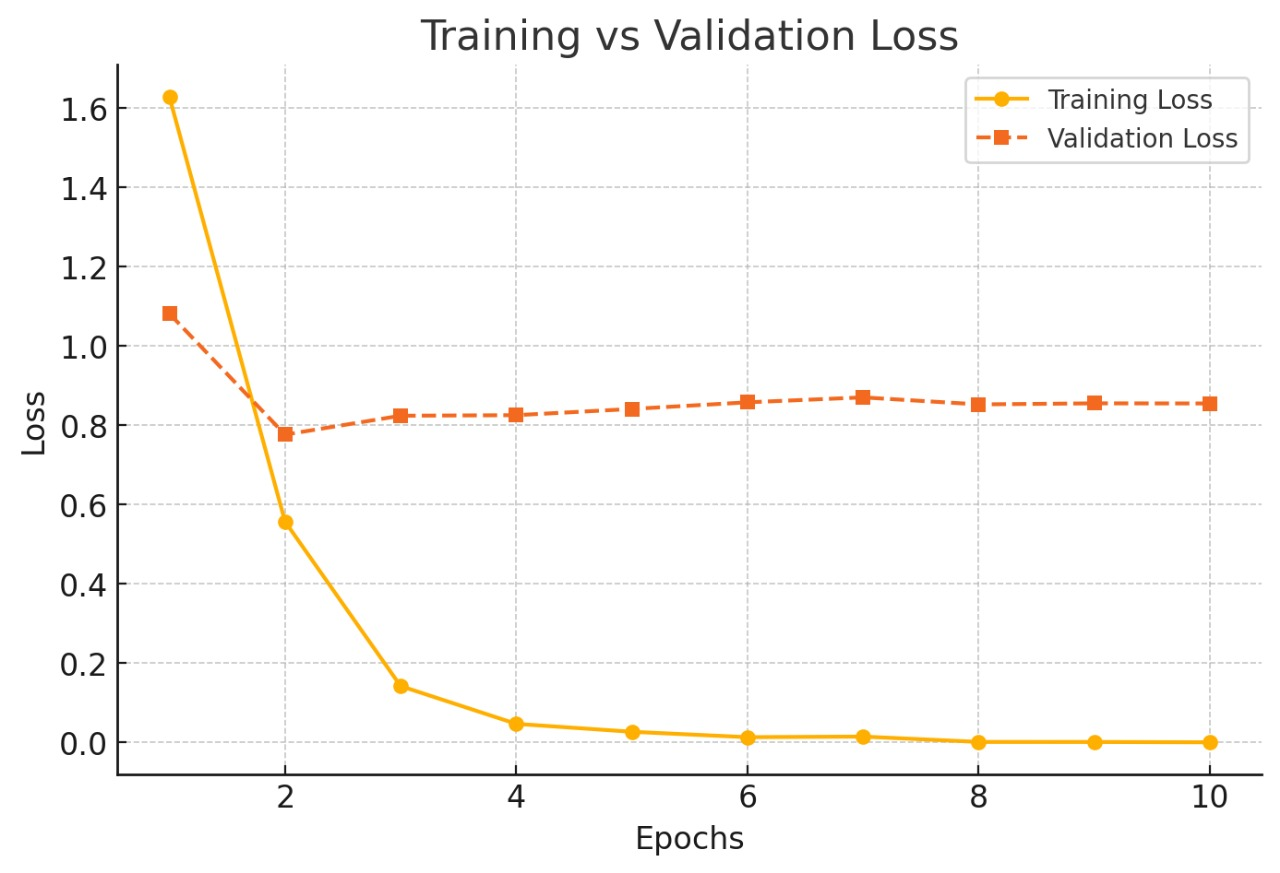 Training vs Validation Loss
Training Loss
Validation Loss
1.6
1.4
1.2
1.0
0.8
0.6
0.4
0.2
0.0
Loss
2 4 6 8 10
Epochs